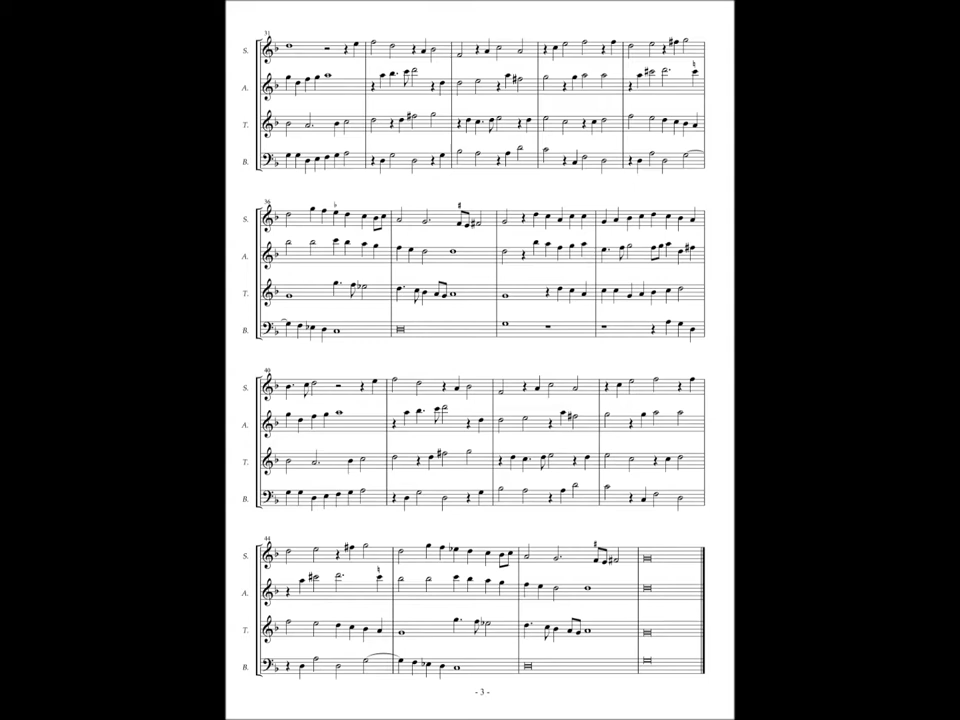 31
S.
A.
T.
B.
36
S.
A.
T.
B.
40
S.
A.
T.
B.
44
S.
A.
T.
B.
- 3 -